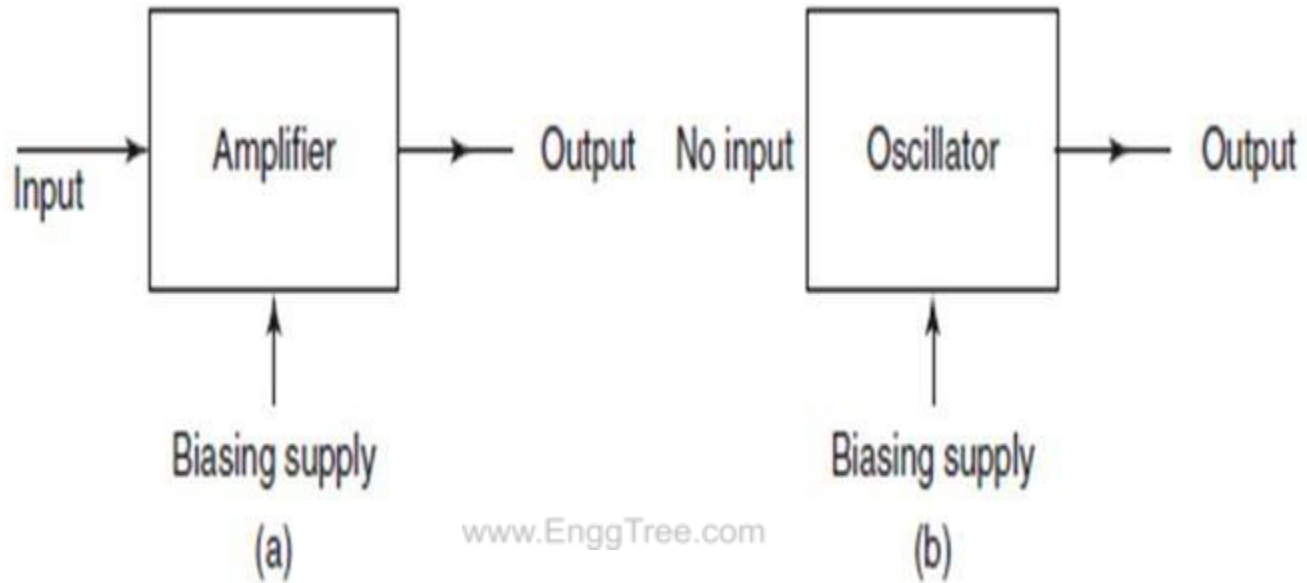 Amplifier
Input
Output
Biasing supply
(a)
No input
Oscillator
Output
Biasing supply
(b)
www.EnggTree.com